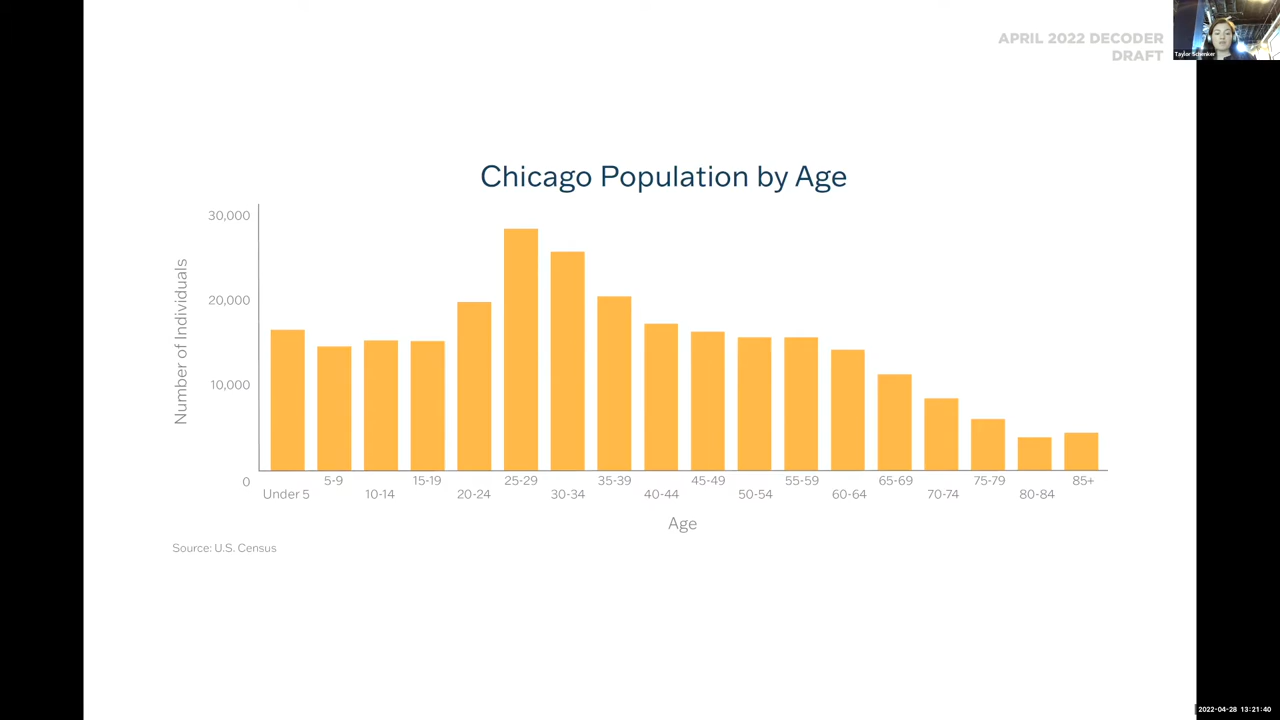 APRIL 2022 DECODER
DRAFT
Taylor Schenker
Chicago Population by Age
30,000
20,000
10,000
0
Number of Individuals
Under 5
5-9
10-14
15-19
20-24
25-29
30-34
35-39
40-44
45-49
50-54
55-59
60-64
65-69
70-74
75-79
80-84
85+
Age
Source: U.S. Census
2022-04-28 13:21:40